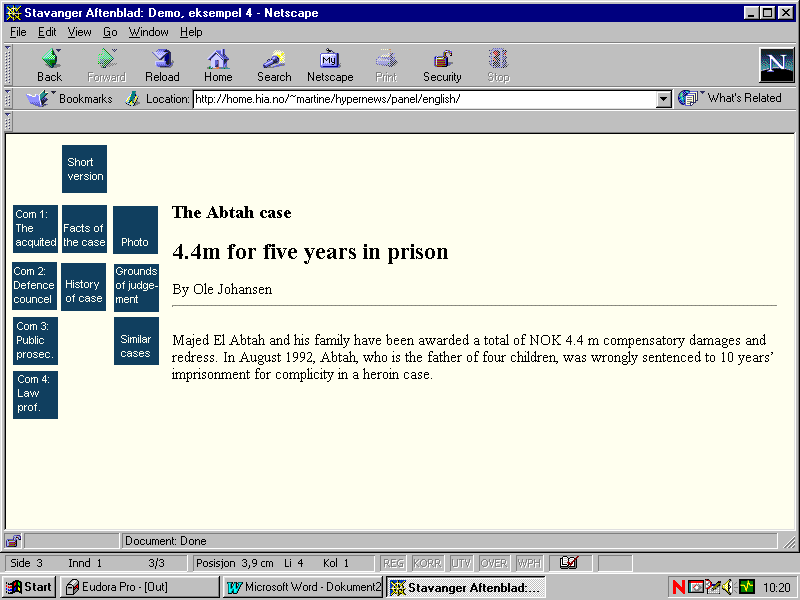 Stavanger Aftenblad: Demo, eksempel 4 - Netscape
File Edit View Go Window Help
Back Forward Reload Home Search Netscape Print Security Stop
My
N
Bookmarks Location: http://home.hia.no/~martine/hypernews/panel/english/ What's Related
Short
version
Com 1:
The
acquited
Facts of
the case
Photo
The Abtah case
4.4m for five years in prison
Com 2:
Defence
councel
History
of case
Grounds
of judge-
ment
By Ole Johansen
Com 3:
Public
prosec.
Similar
cases
Majed El Abtah and his family have been awarded a total of NOK 4.4 m compensatory damages and
redress. In August 1992, Abtah, who is the father of four children, was wrongly sentenced to 10 years'
imprisonment for complicity in a heroin case.
Com 4:
Law
prof.
Document: Done
Side 3 Innd 1 3/3 Posisjon 3,9 cm Li 4 Kol 1 REG KORR UTV OVER WPH
Start Eudora Pro - [Out] Microsoft Word - Dokument2 Stavanger Aftenblad:... N 10:20